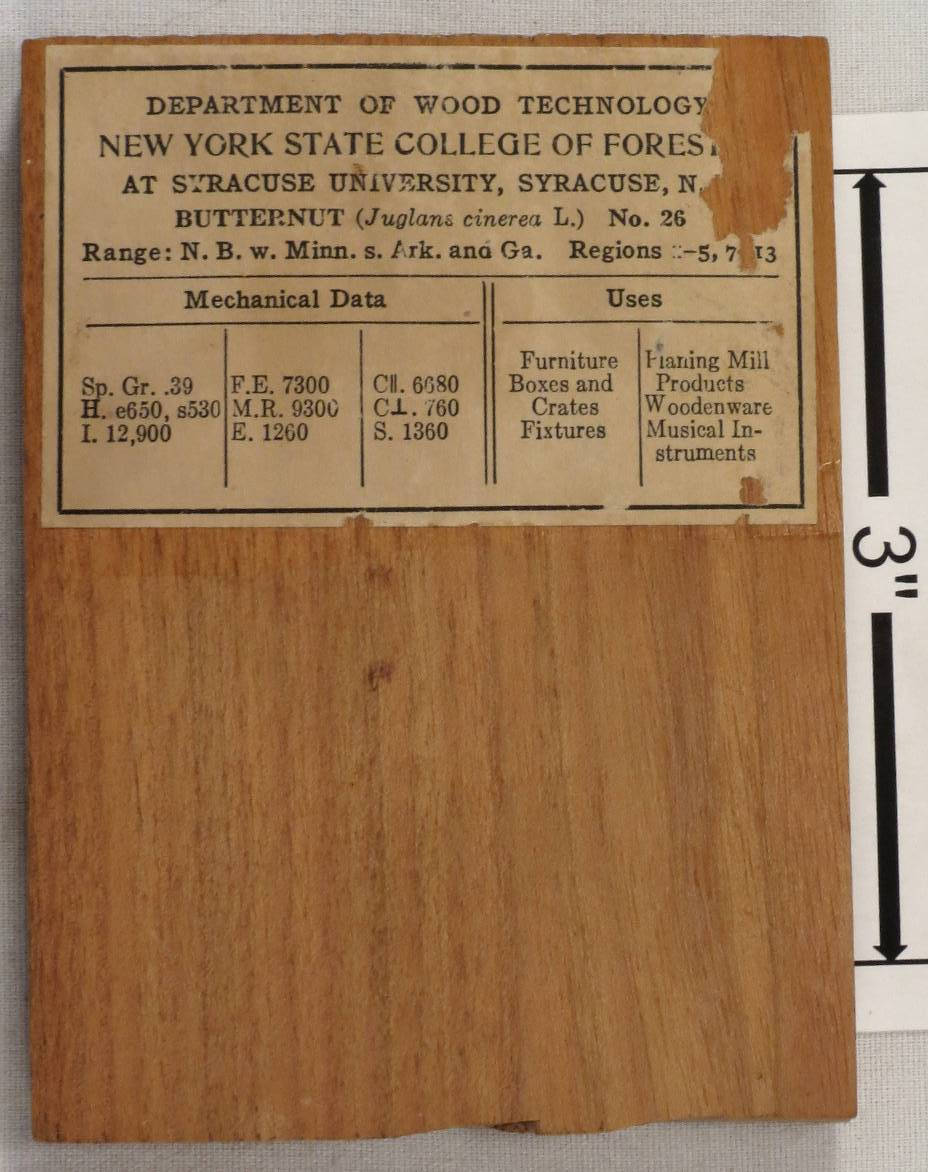 DEPARTMENT OF WOOD TECHNOLOGY
NEW YORK STATE COLLEGE OF
AT SYRACUSE UNIVERSITY, SYRACUSE, N.
BUTTERNUT (Juglans cinerea L.) No. 26
Range: N. B. w. Minn. s. Ark. and Ga. Regions
Mechanical Data
Uses
Sp. Gr. .39
H. e650, s530
I. 12,900
F.E. 7300
M.R. 9300
E. 1260
C||. 6680
C⊥. 760
S. 1360
Furniture
Boxes and
Crates
Fixtures
Planing Mill
Products
Woodenware
Musical In-
struments
3"